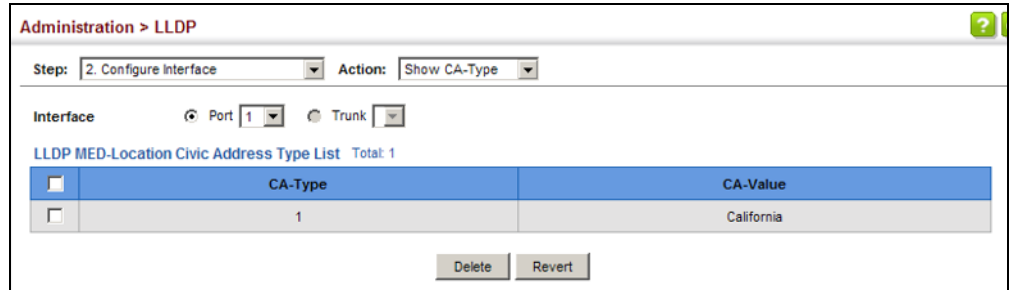 Administration > LLDP
?
Step: 2. Configure Interface Action: Show CA-Type
Interface Port 1 Trunk
LLDP MED-Location Civic Address Type List Total: 1
CA-Type CA-Value
1 California
Delete Revert